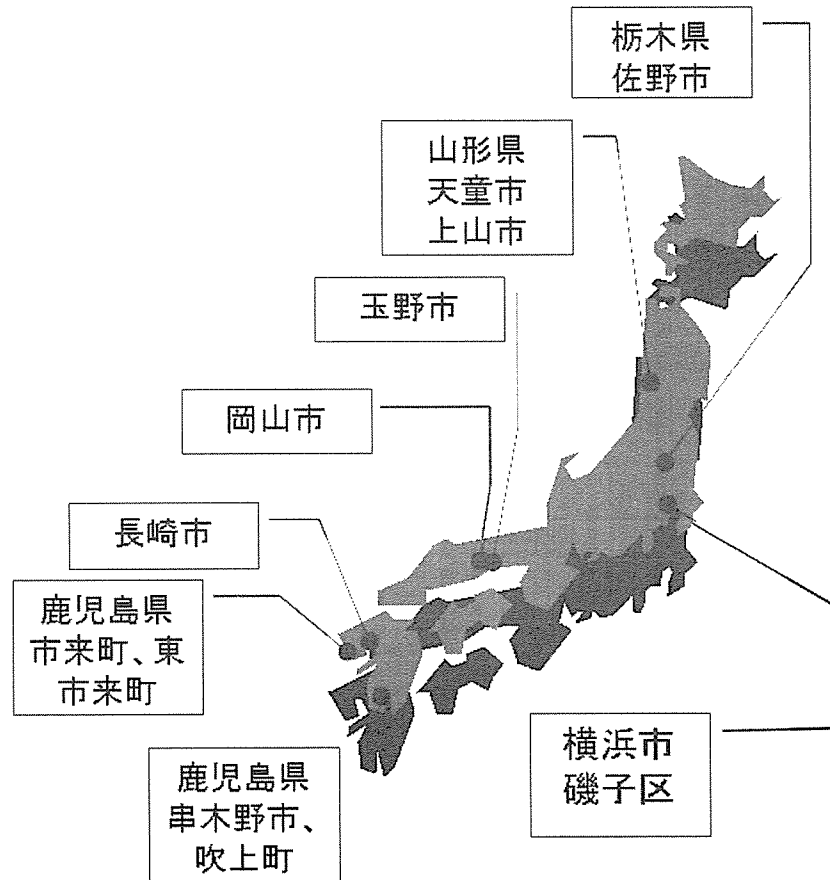 栃木県
佐野市
山形県
天童市
上山市
玉野市
岡山市
長崎市
鹿児島県
市来町、東
市来町
横浜市
磯子区
鹿児島県
串木野市、
吹上町